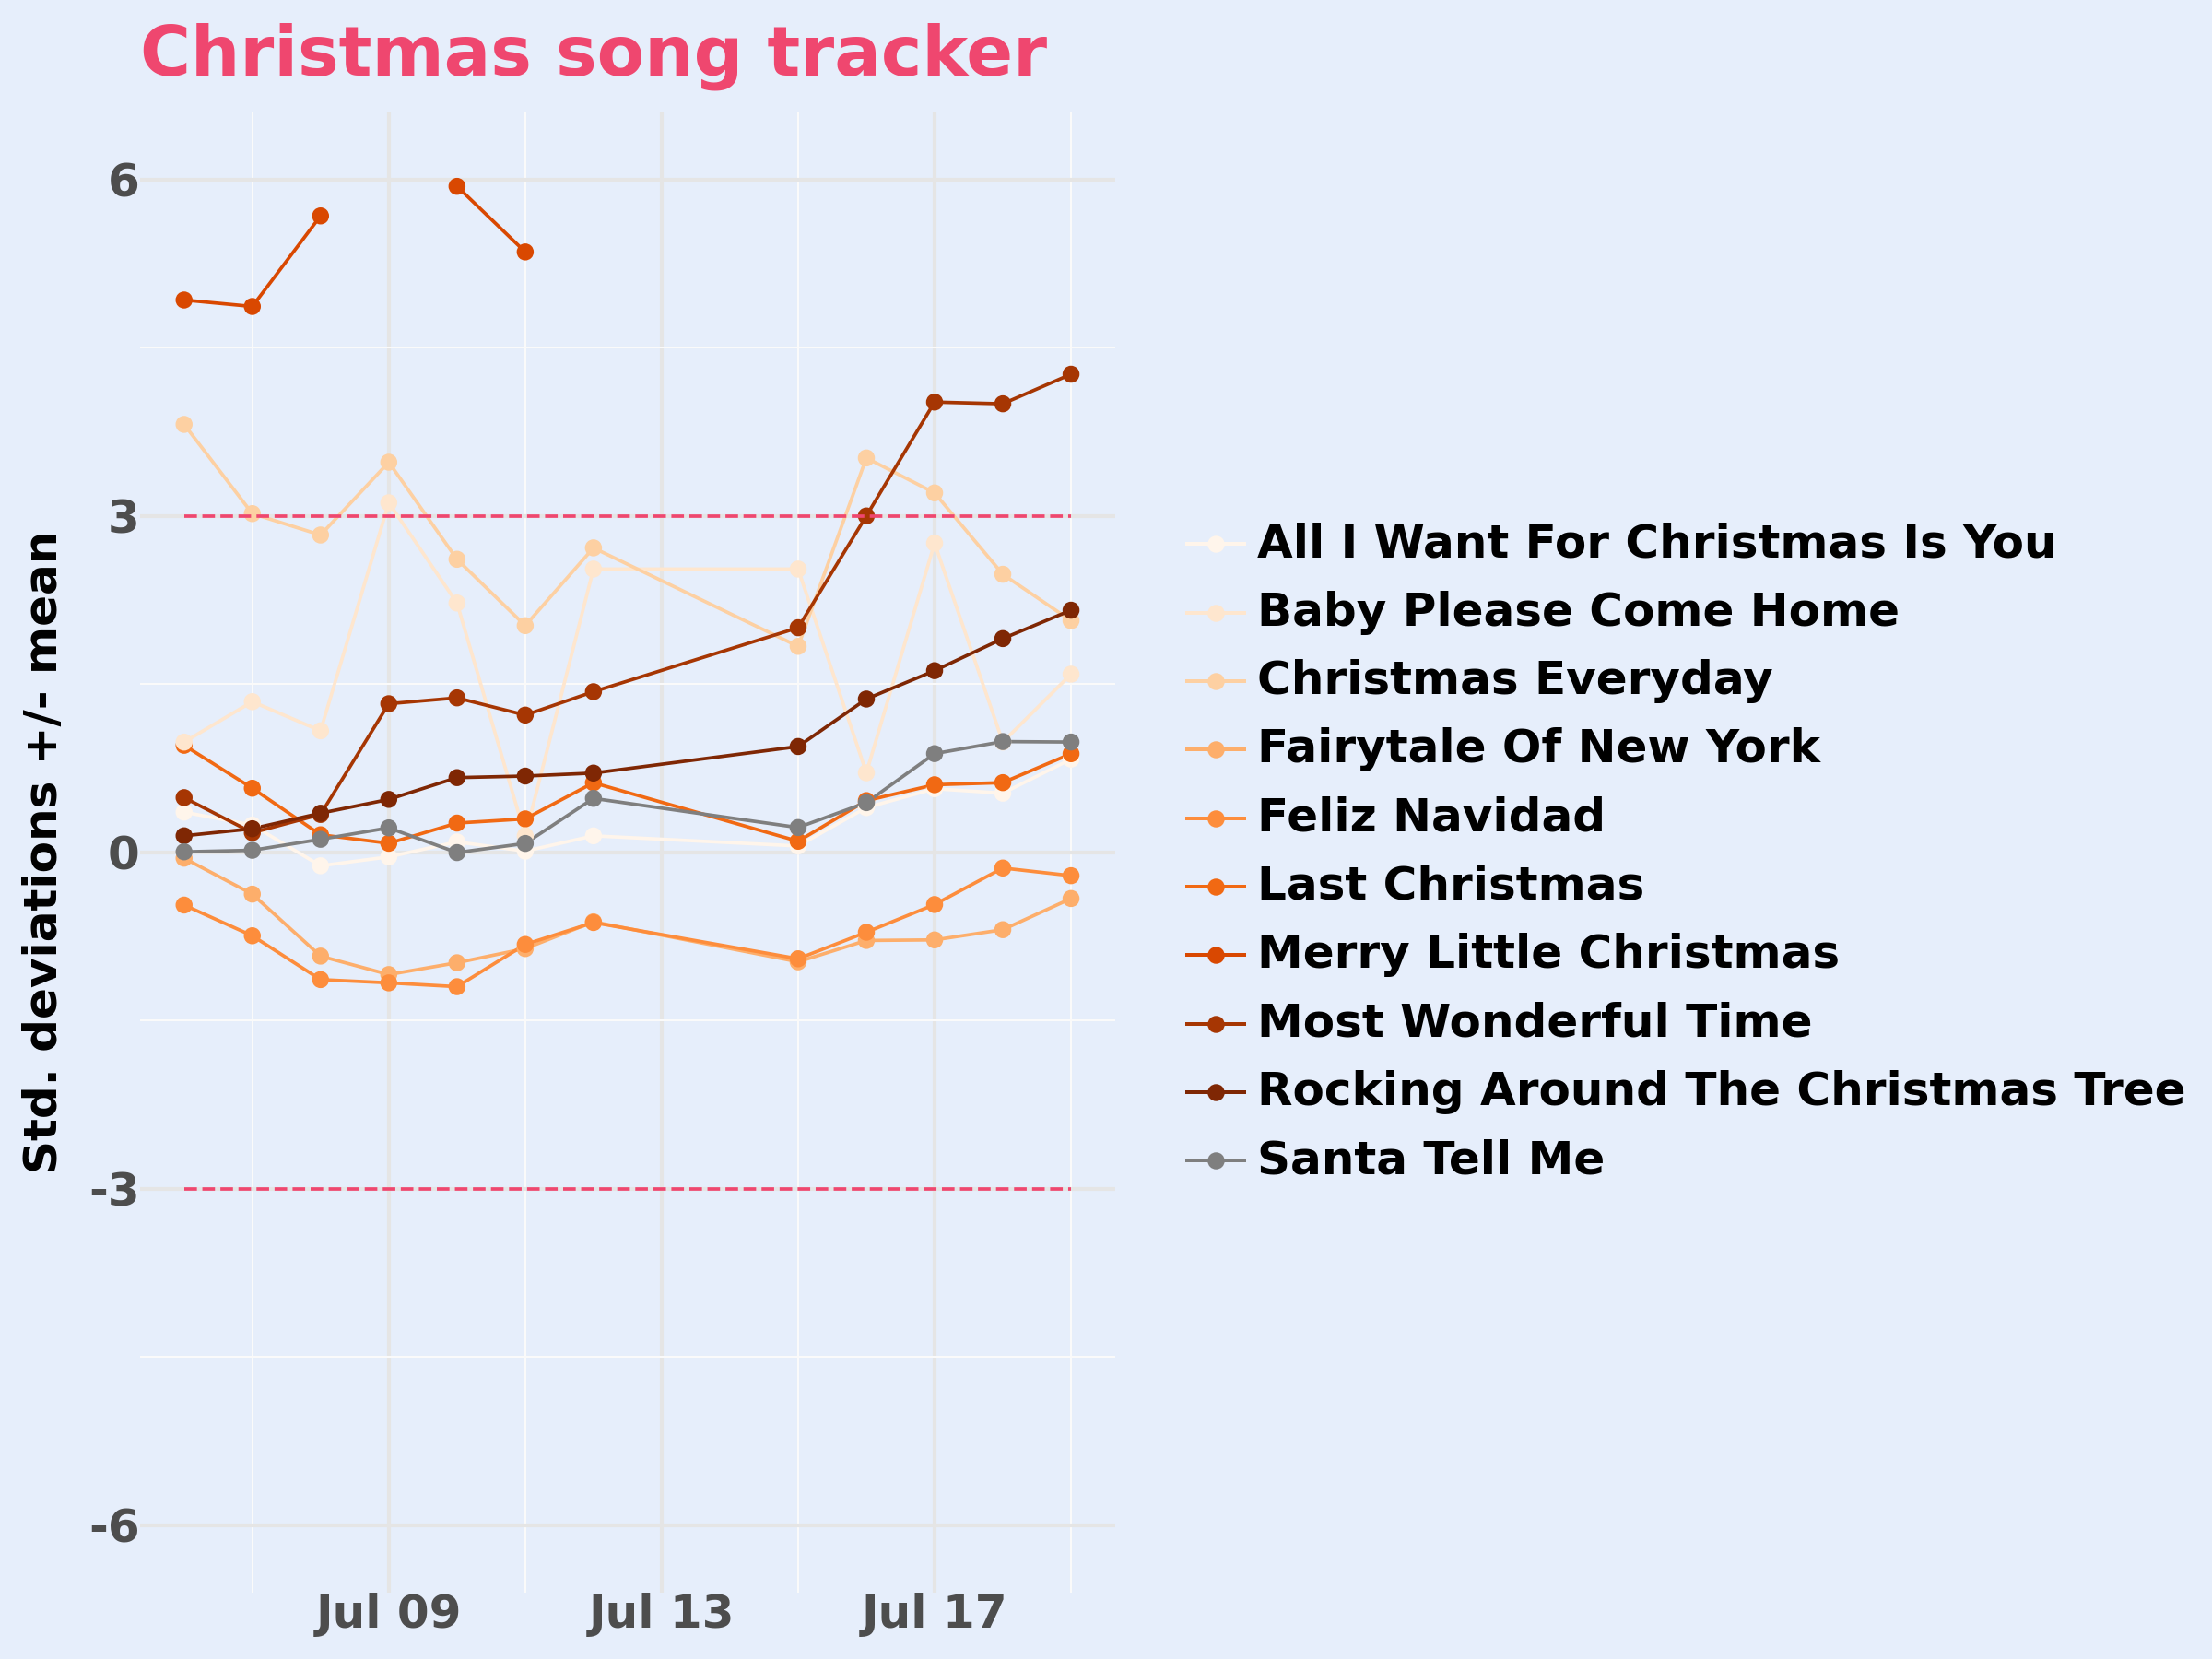 Christmas song tracker
Std. deviations +/- mean
6
3
0
-3
-6
Jul 09
Jul 13
Jul 17
All I Want For Christmas Is You
Baby Please Come Home
Christmas Everyday
Fairytale Of New York
Feliz Navidad
Last Christmas
Merry Little Christmas
Most Wonderful Time
Rocking Around The Christmas Tree
Santa Tell Me